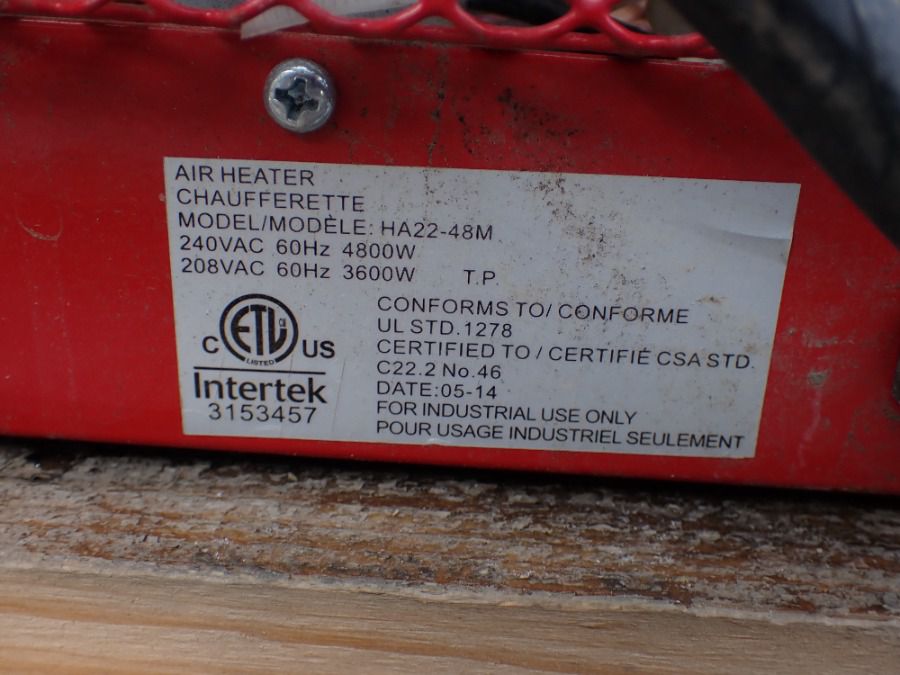 AIR HEATER
CHAUFFERETTE
MODEL/MODÈLE: HA22-48M
240VAC 60Hz 4800W
208VAC 60Hz 3600W T.P.
C ETL US
LISTED
Intertek
3153457
CONFORMS TO/ CONFORME
UL STD.1278
CERTIFIED TO / CERTIFIÉ CSA STD.
C22.2 No.46
DATE:05-14
FOR INDUSTRIAL USE ONLY
POUR USAGE INDUSTRIEL SEULEMENT